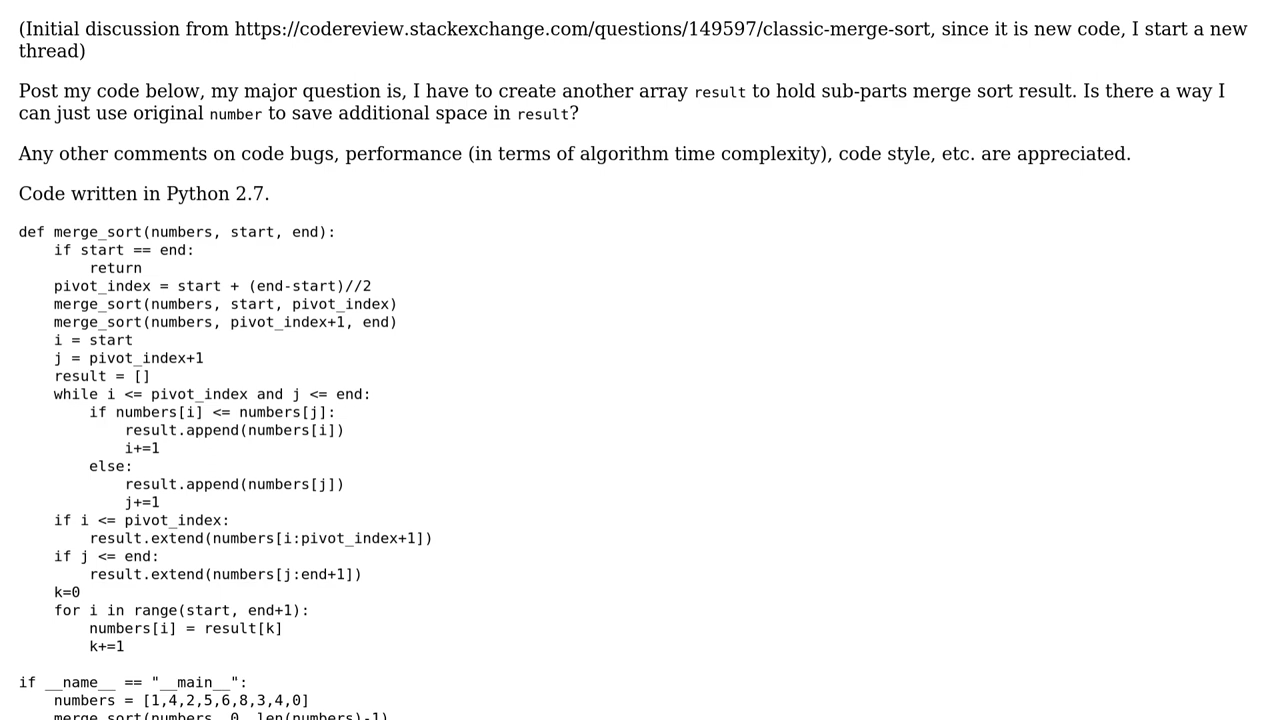 (Initial discussion from https://codereview.stackexchange.com/questions/149597/classic-merge-sort, since it is new code, I start a new
thread)
Post my code below, my major question is, I have to create another array result to hold sub-parts merge sort result. Is there a way I
can just use original number to save additional space in result?
Any other comments on code bugs, performance (in terms of algorithm time complexity), code style, etc. are appreciated.
Code written in Python 2.7.
def merge_sort(numbers, start, end):
    if start == end:
        return
    pivot_index = start + (end-start)//2
    merge_sort(numbers, start, pivot_index)
    merge_sort(numbers, pivot_index+1, end)
    i = start
    j = pivot_index+1
    result = []
    while i <= pivot_index and j <= end:
        if numbers[i] <= numbers[j]:
            result.append(numbers[i])
            i+=1
        else:
            result.append(numbers[j])
            j+=1
    if i <= pivot_index:
        result.extend(numbers[i:pivot_index+1])
    if j <= end:
        result.extend(numbers[j:end+1])
    k=0
    for i in range(start, end+1):
        numbers[i] = result[k]
        k+=1
if __name__ == "__main__":
    numbers = [1,4,2,5,6,8,3,4,0]
    merge_sort(numbers, 0, len(numbers)-1)